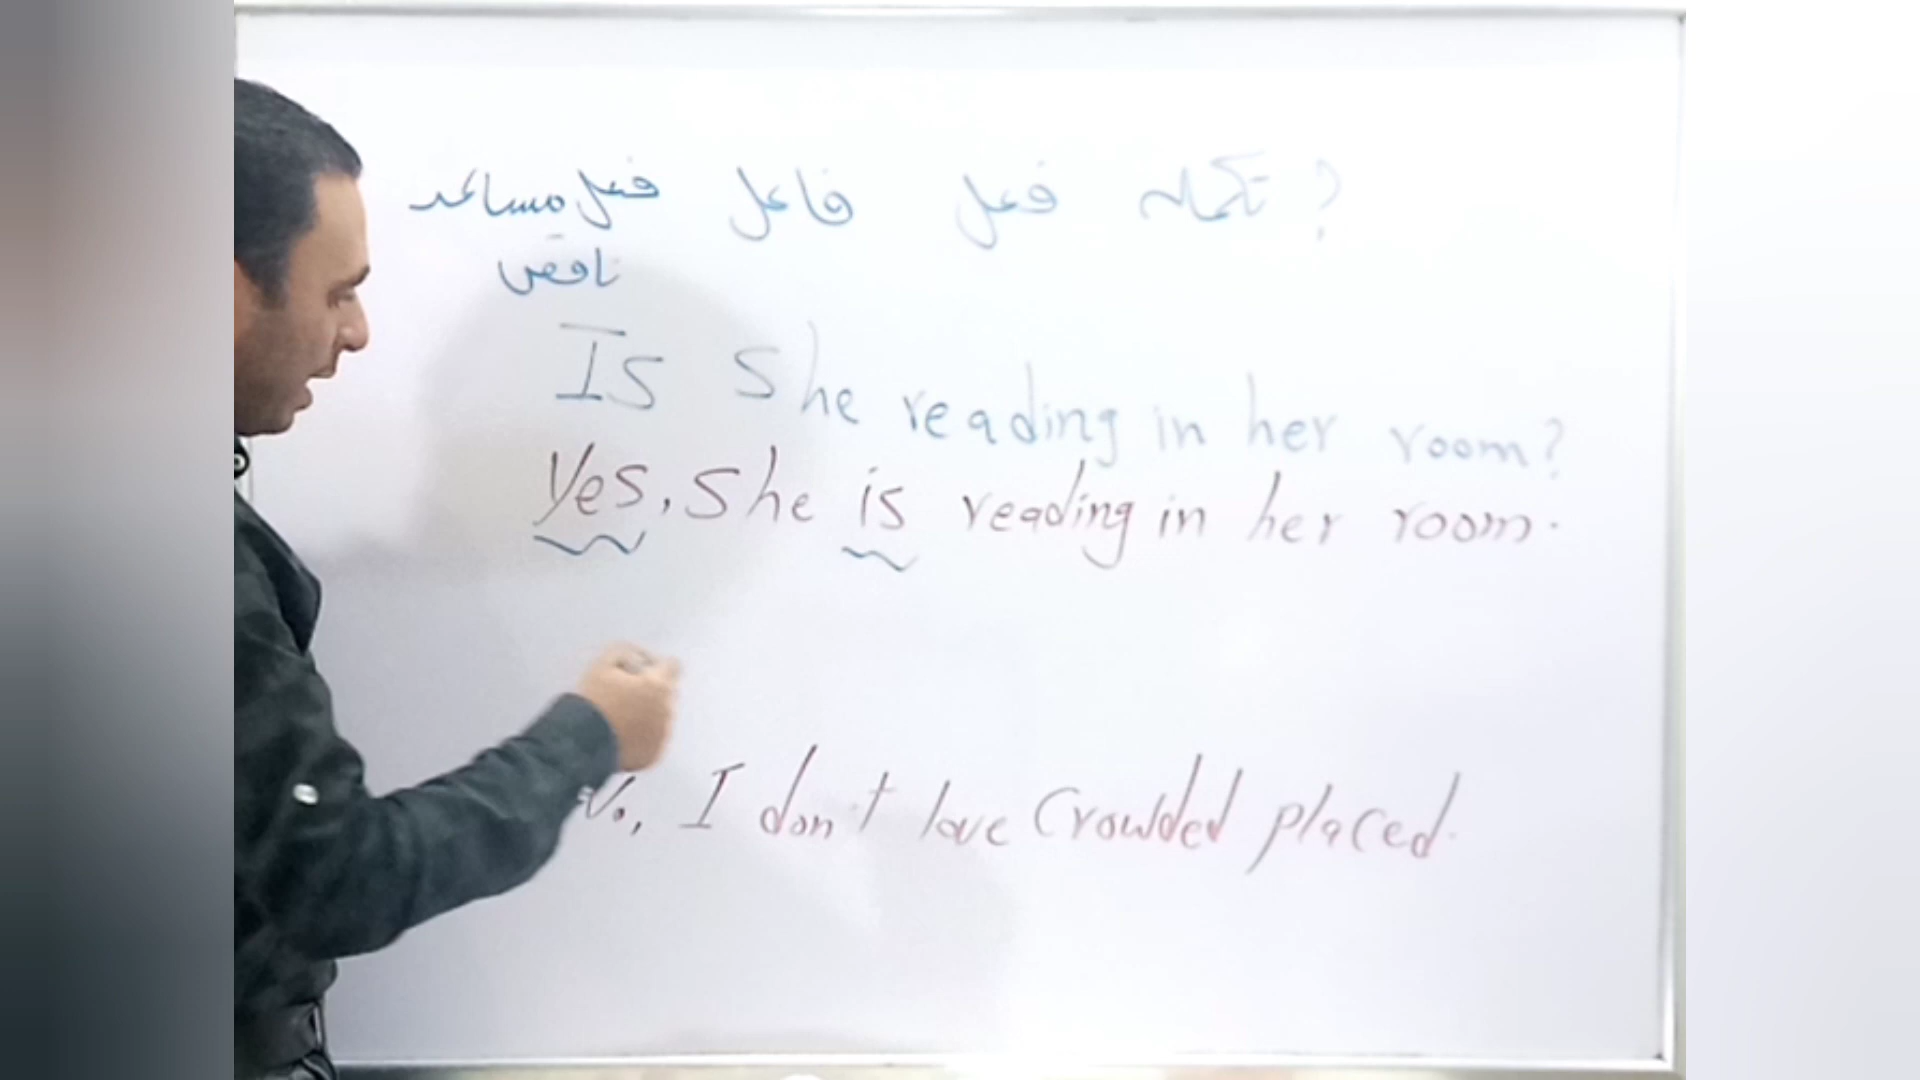 فعل مساعد فاعل فعل تكملة ?
ناقص
Is She reading in her room?
Yes, She is reading in her room.
No, I don't love Crowded placed.